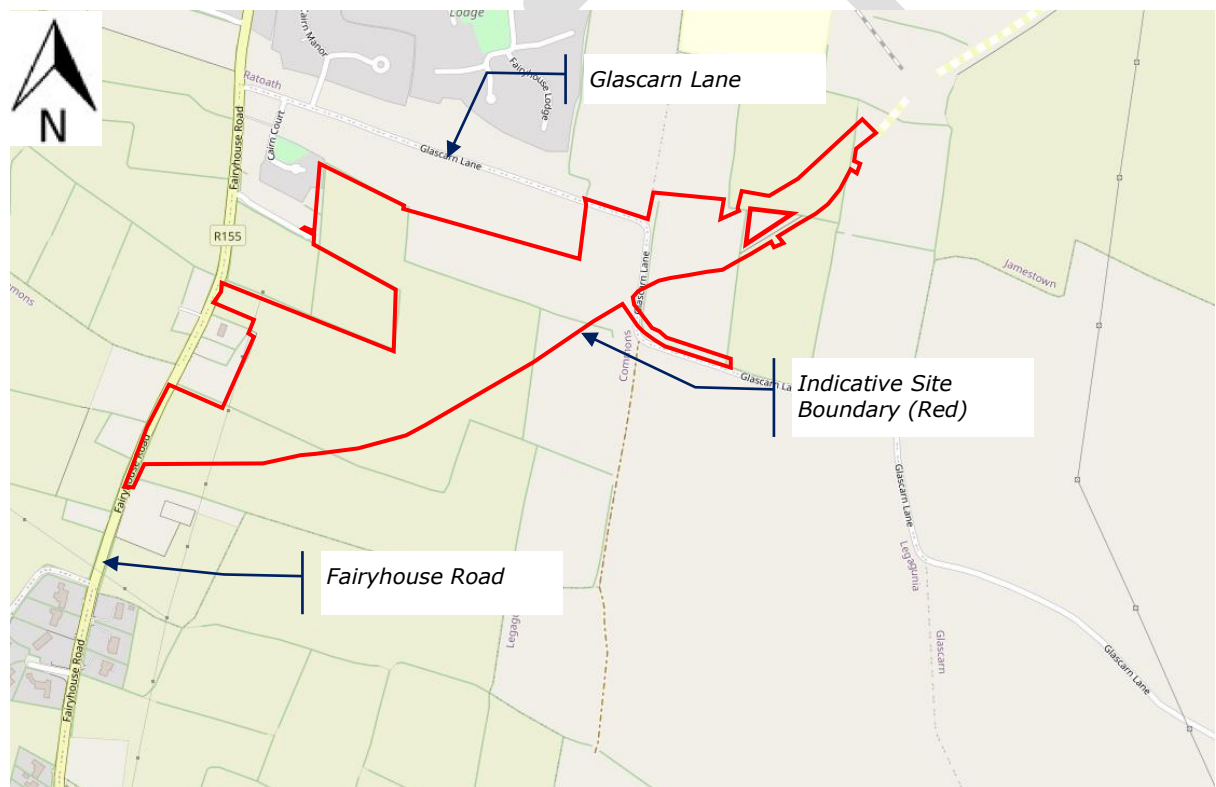 Lodge
Cairn Manor
Fairyhouse Lodge
Glascarn Lane
N
Ratoath
Fairyhouse Road
Cairn Court
Glascarn Lane
R155
Glascarn Lane
Jamestown
Commons
Glascarn La
Indicative Site
Boundary (Red)
Fairyhouse Road
Glascarn Lane
Legagunia
Fairyhouse Road
Glascarn
Glascarn Lane
Fairyhouse Road